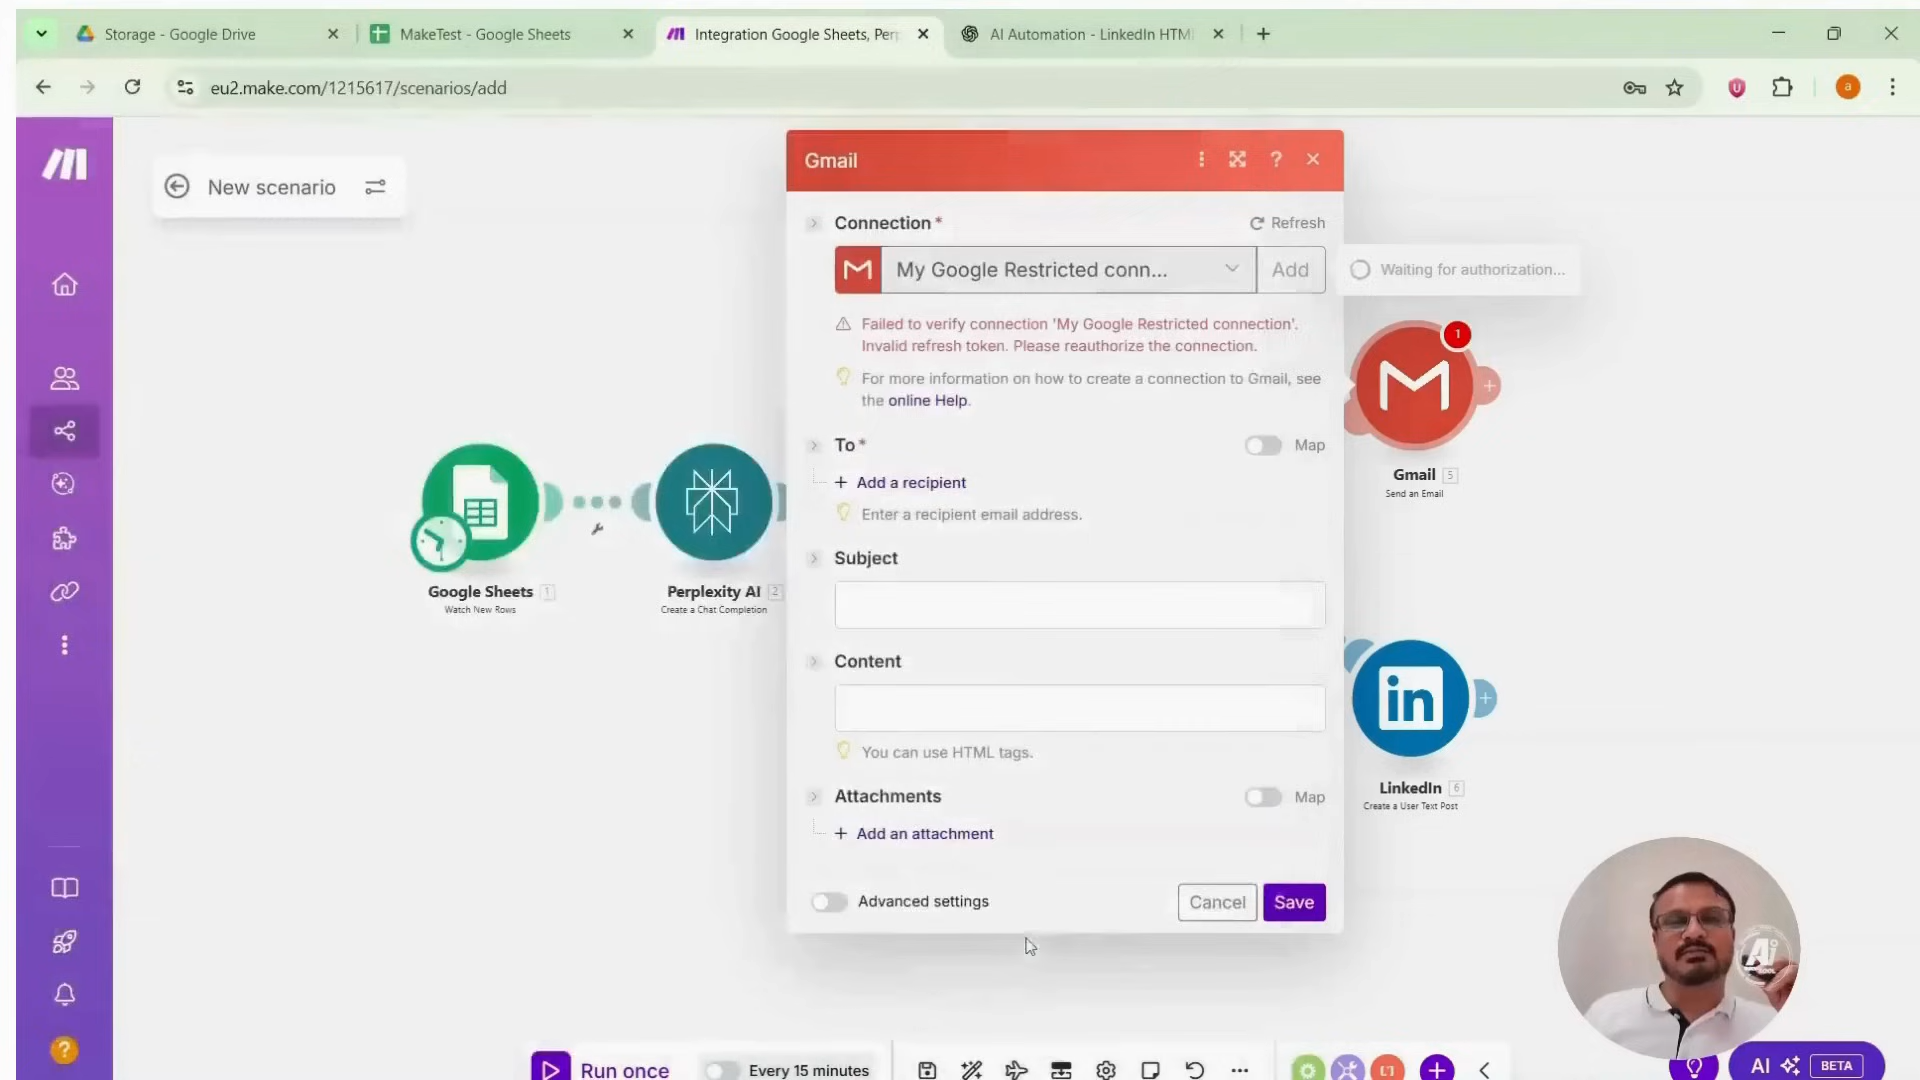 Storage - Google Drive
MakeTest - Google Sheets
Integration Google Sheets, Per
AI Automation - LinkedIn HTM
eu2.make.com/1215617/scenarios/add
a
New scenario
Gmail
?
Connection *
Refresh
My Google Restricted conn...
Add
Waiting for authorization...
Failed to verify connection 'My Google Restricted connection'.
Invalid refresh token. Please reauthorize the connection.
For more information on how to create a connection to Gmail, see
the online Help.
To *
Map
+ Add a recipient
Enter a recipient email address.
Subject
Content
You can use HTML tags.
Attachments
Map
+ Add an attachment
Advanced settings
Cancel
Save
Google Sheets 1
Watch New Rows
Perplexity AI 2
Create a Chat Completion
1
Gmail 5
Send an Email
in
LinkedIn 6
Create a User Text Post
Ai
?
Run once
Every 15 minutes
AI
BETA